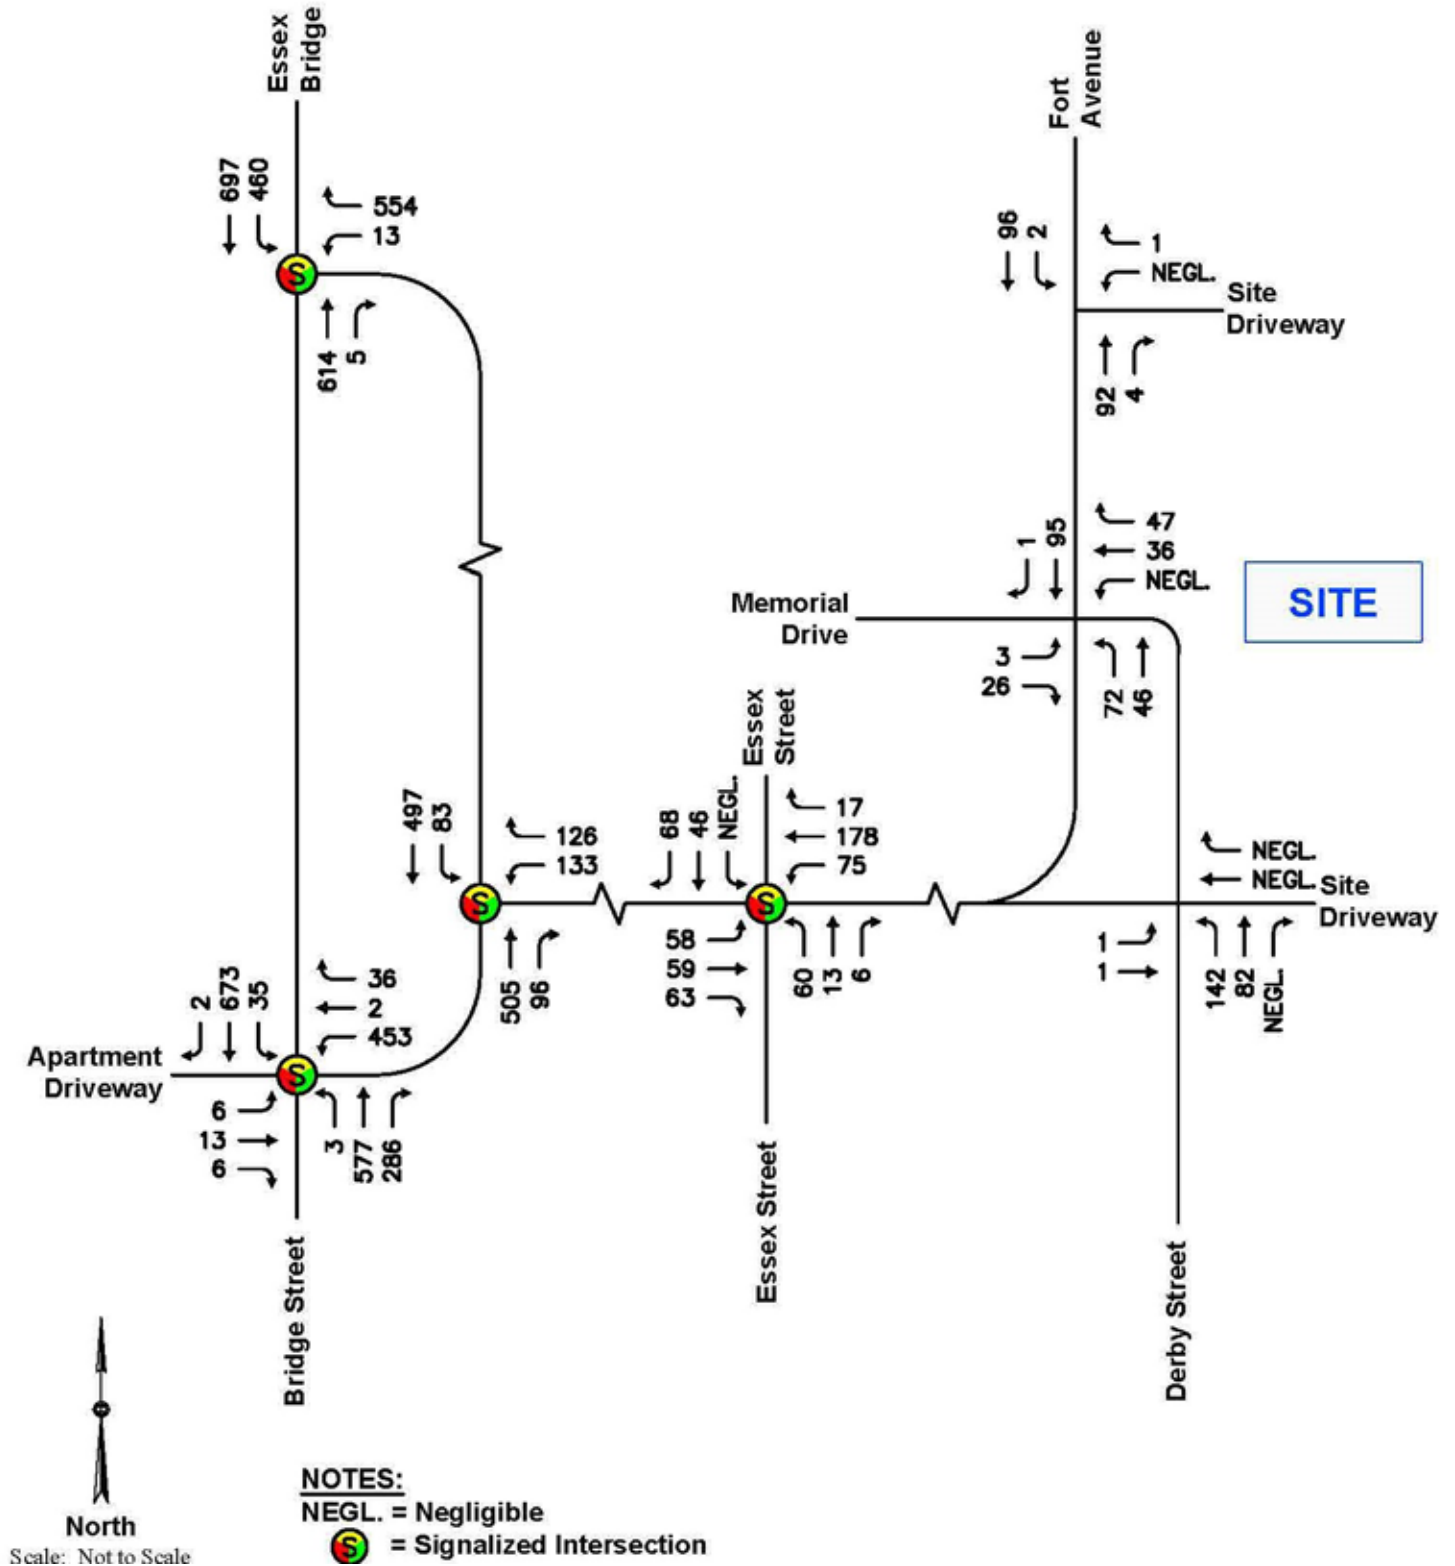 Essex
Bridge
697
460
554
13
614
5
Fort
Avenue
96
2
1
NEGL.
Site
Driveway
92
4
1
95
47
36
NEGL.
SITE
Memorial
Drive
3
26
72
46
Essex
Street
497
83
126
133
68
46
NEGL.
17
178
75
NEGL.
NEGL.
Site
Driveway
505
96
58
59
63
60
13
6
1
1
142
82
NEGL.
2
673
35
36
2
453
Apartment
Driveway
6
13
6
3
577
286
Essex Street
Bridge Street
Derby Street
North
Scale: Not to Scale
NOTES:
NEGL. = Negligible
S = Signalized Intersection
S
S
S
S